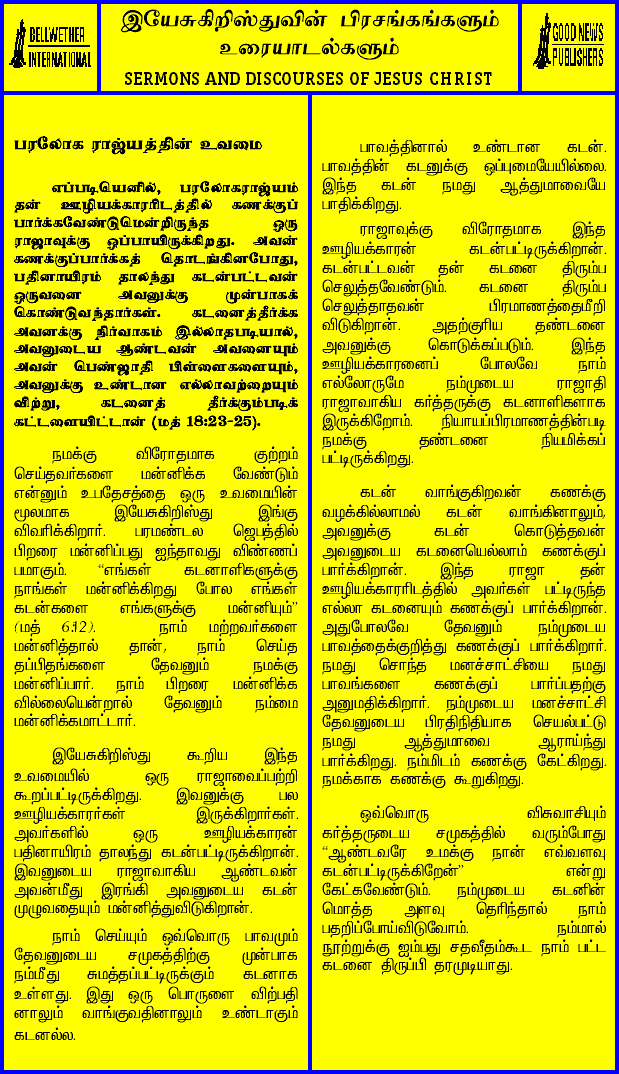 BELLWETHER
INTERNATIONAL
இயேசுகிறிஸ்துவின் பிரசங்கங்களும்
உரையாடல்களும்
SERMONS AND DISCOURSES OF JESUS CHRIST
GOOD NEWS
PUBLISHERS
பரலோக ராஜ்யத்தின் உவமை
எப்படியெனில், பரலோகராஜ்யம்
தன் ஊழியக்காரரிடத்தில் கணக்குப்
பார்க்கவேண்டுமென்றிருந்த ஒரு
ராஜாவுக்கு ஒப்பாயிருக்கிறது. அவன்
கணக்குப்பார்க்கத் தொடங்கினபோது,
பதினாயிரம் தாலந்து கடன்பட்டவன்
ஒருவனை அவனுக்கு முன்பாகக்
கொண்டுவந்தார்கள். கடனைத்தீர்க்க
அவனக்கு நிர்வாகம் இல்லாதபடியால்,
அவனுடைய ஆண்டவன் அவனையும்
அவன் பெண்ஜாதி பிள்ளைகளையும்,
அவனுக்கு உண்டான எல்லாவற்றையும்
விற்று, கடனைத் தீர்க்கும்படிக்
கட்டளையிட்டான் (மத் 18:23-25).
நமக்கு விரோதமாக குற்றம்
செய்தவர்களை மன்னிக்க வேண்டும்
என்னும் உபதேசத்தை ஒரு உவமையின்
மூலமாக இயேசுகிறிஸ்து இங்கு
விவரிக்கிறார். பரமண்டல ஜெபத்தில்
பிறரை மன்னிப்பது ஐந்தாவது விண்ணப்
பமாகும். “எங்கள் கடனாளிகளுக்கு
நாங்கள் மன்னிக்கிறது போல எங்கள்
கடன்களை எங்களுக்கு மன்னியும்”
(மத் 6:12). நாம் மற்றவர்களை
மன்னித்தால் தான், நாம் செய்த
தப்பிதங்களை தேவனும் நமக்கு
மன்னிப்பார். நாம் பிறரை மன்னிக்க
வில்லையென்றால் தேவனும் நம்மை
மன்னிக்கமாட்டார்.
இயேசுகிறிஸ்து கூறிய இந்த
உவமையில் ஒரு ராஜாவைப்பற்றி
கூறப்பட்டிருக்கிறது. இவனுக்கு பல
ஊழியக்காரர்கள் இருக்கிறார்கள்.
அவர்களில் ஒரு ஊழியக்காரன்
பதினாயிரம் தாலந்து கடன்பட்டிருக்கிறான்.
இவனுடைய ராஜாவாகிய ஆண்டவன்
அவன்மீது இரங்கி அவனுடைய கடன்
முழுவதையும் மன்னித்துவிடுகிறான்.
நாம் செய்யும் ஒவ்வொரு பாவமும்
தேவனுடைய சமுகத்திற்கு முன்பாக
நம்மீது சுமத்தப்பட்டிருக்கும் கடனாக
உள்ளது. இது ஒரு பொருளை விற்பதி
னாலும் வாங்குவதினாலும் உண்டாகும்
கடனல்ல.
பாவத்தினால் உண்டான கடன்.
பாவத்தின் கடனுக்கு ஒப்புமையேயில்லை.
இந்த கடன் நமது ஆத்துமாவையே
பாதிக்கிறது.
ராஜாவுக்கு விரோதமாக இந்த
ஊழியக்காரன் கடன்பட்டிருக்கிறான்.
கடன்பட்டவன் தன் கடனை திரும்ப
செலுத்தவேண்டும். கடனை திரும்ப
செலுத்தாதவன் பிரமாணத்தைமீறி
விடுகிறான். அதற்குரிய தண்டனை
அவனுக்கு கொடுக்கப்படும். இந்த
ஊழியக்காரனைப் போலவே நாம்
எல்லோருமே நம்முடைய ராஜாதி
ராஜாவாகிய கர்த்தருக்கு கடனாளிகளாக
இருக்கிறோம். நியாயப்பிரமாணத்தின்படி
நமக்கு தண்டனை நியமிக்கப்
பட்டிருக்கிறது.
கடன் வாங்குகிறவன் கணக்கு
வழக்கில்லாமல் கடன் வாங்கினாலும்,
அவனுக்கு கடன் கொடுத்தவன்
அவனுடைய கடனையெல்லாம் கணக்குப்
பார்க்கிறான். இந்த ராஜா தன்
ஊழியக்காரரிடத்தில் அவர்கள் பட்டிருந்த
எல்லா கடனையும் கணக்குப் பார்க்கிறான்.
அதுபோலவே தேவனும் நம்முடைய
பாவத்தைக்குறித்து கணக்குப் பார்க்கிறார்.
நமது சொந்த மனச்சாட்சியை நமது
பாவங்களை கணக்குப் பார்ப்பதற்கு
அனுமதிக்கிறார். நம்முடைய மனச்சாட்சி
தேவனுடைய பிரதிநிதியாக செயல்பட்டு
நமது ஆத்துமாவை ஆராய்ந்து
பார்க்கிறது. நம்மிடம் கணக்கு கேட்கிறது.
நமக்காக கணக்கு கூறுகிறது.
ஒவ்வொரு விசுவாசியும்
கர்த்தருடைய சமுகத்தில் வரும்போது
“ஆண்டவரே உமக்கு நான் எவ்வளவு
கடன்பட்டிருக்கிறேன்” என்று
கேட்கவேண்டும். நம்முடைய கடனின்
மொத்த அளவு தெரிந்தால் நாம்
பதறிப்போய்விடுவோம். நம்மால்
நூற்றுக்கு ஐம்பது சதவீதம்கூட நாம் பட்ட
கடனை திருப்பி தரமுடியாது.